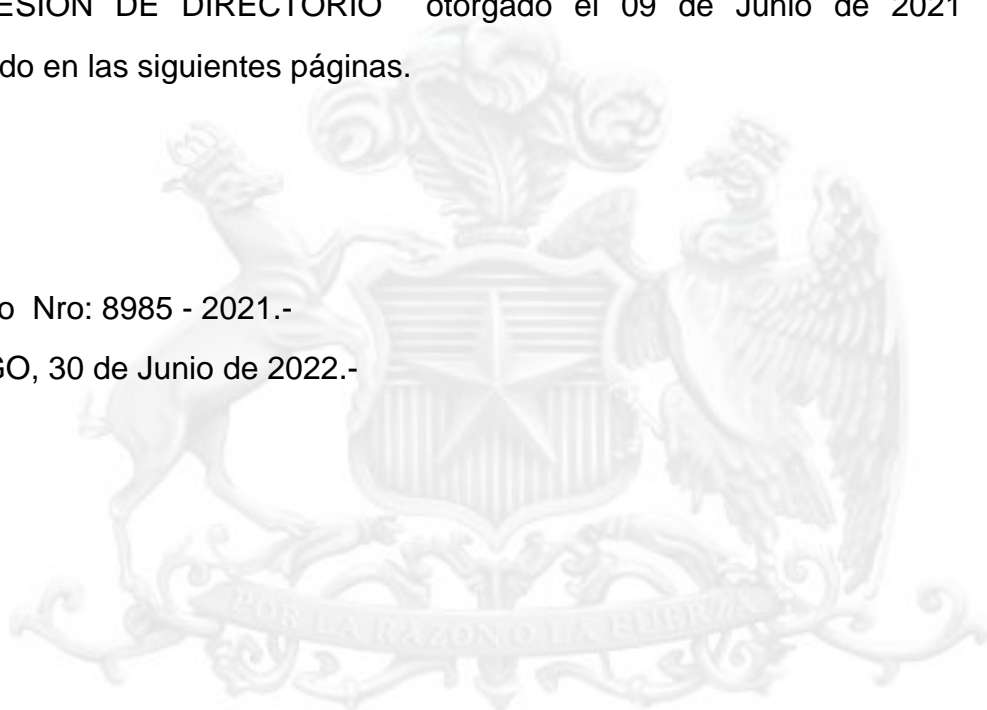 ESIÓN DE DIRECTORIO otorgado el 09 de Junio de 2021
do en las siguientes páginas.
o Nro: 8985 - 2021.-
GO, 30 de Junio de 2022.-
POR LA RAZON O LA FUERZA